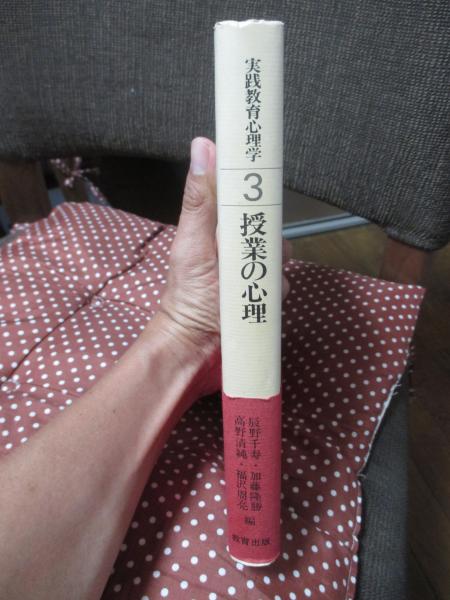 実践教育心理学
3
授業の心理
辰野千寿・加藤隆勝
高野清純・福沢周亮
編
教育出版